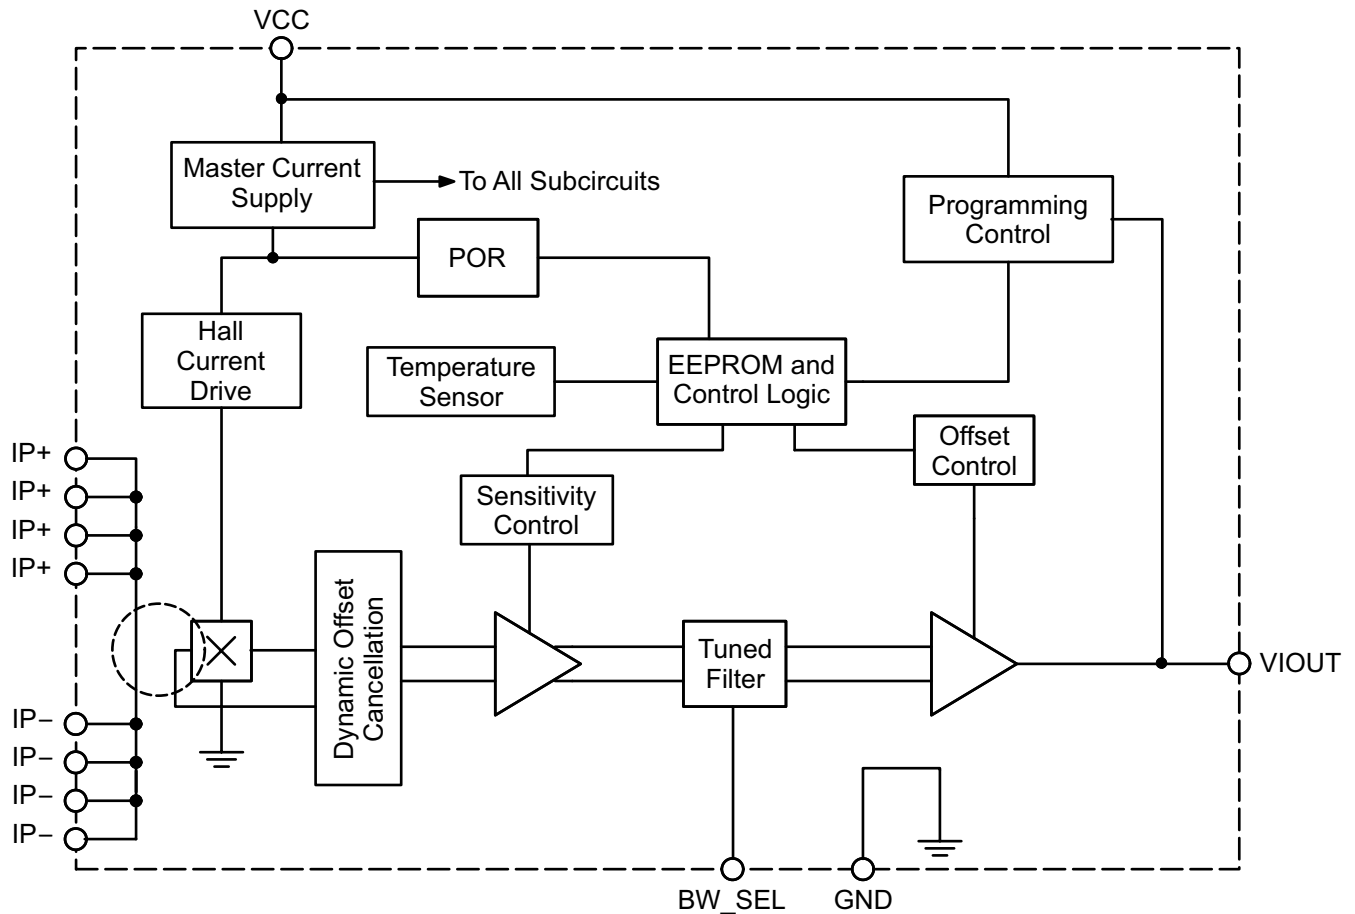 VCC
Master Current
Supply
To All Subcircuits
Programming
Control
POR
Hall
Current
Drive
Temperature
Sensor
EEPROM and
Control Logic
Offset
Control
Sensitivity
Control
IP+
IP+
IP+
IP+
Dynamic Offset
Cancellation
Tuned
Filter
VIOUT
IP−
IP−
IP−
IP−
BW_SEL
GND